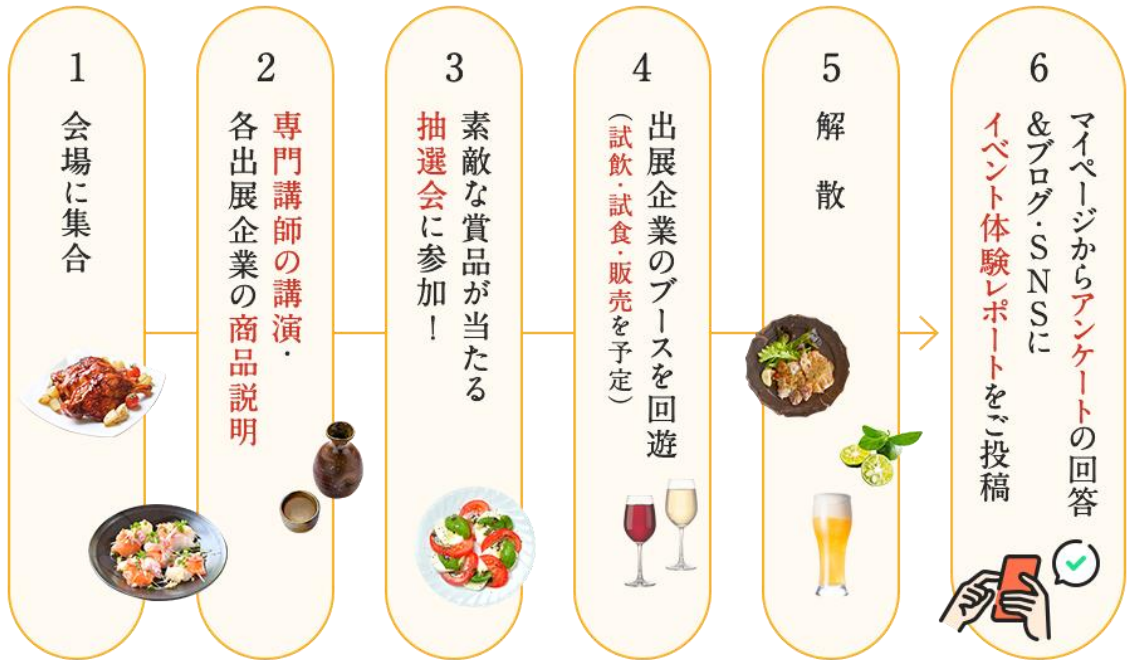 1
会場に集合
2
専門講師の講演・
各出展企業の商品説明
3
素敵な賞品が当たる
抽選会に参加！
4
出展企業のブースを回遊
（試飲・試食・販売を予定）
5
解散
6
マイページからアンケートの回答
&ブログ・SNSに
イベント体験レポートをご投稿